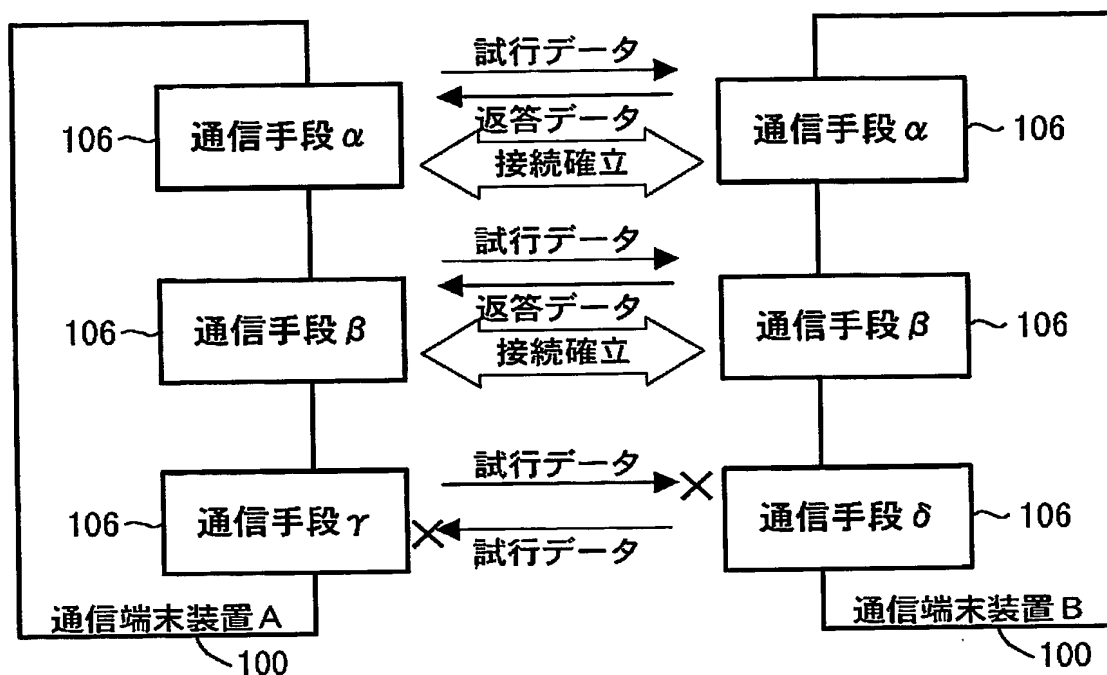 試行データ
106
通信手段α
返答データ
接続確立
通信手段α
106
試行データ
106
通信手段β
返答データ
接続確立
通信手段β
106
試行データ
106
通信手段γ
試行データ
通信手段δ
106
通信端末装置A
100
通信端末装置B
100